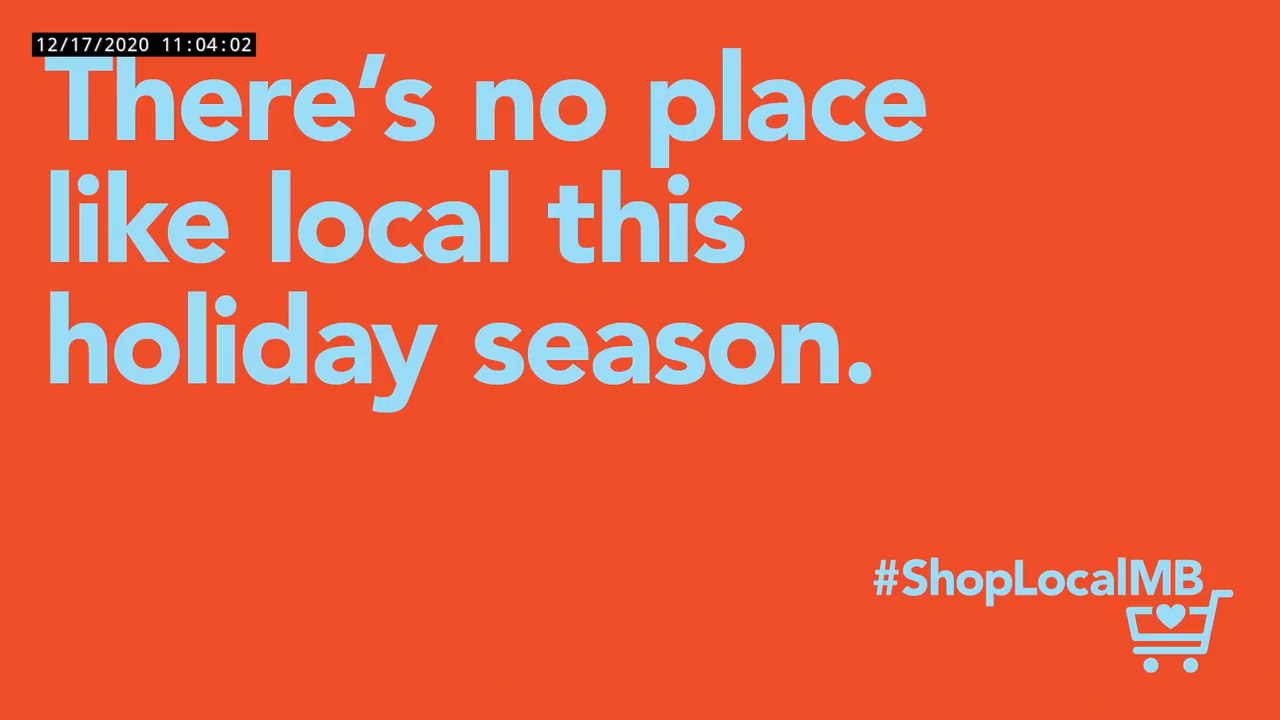 12/17/2020 11:04:02
There’s no place
like local this
holiday season.
#ShopLocalMB